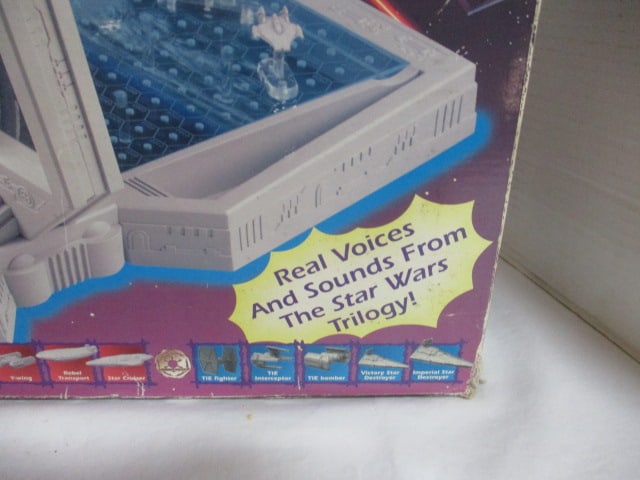 Real Voices
And Sounds From
The Star Wars
Trilogy!
Y-wing
Rebel
Transport
Star Cruiser
TIE fighter
TIE
Interceptor
TIE bomber
Victory Star
Destroyer
Imperial Star
Destroyer